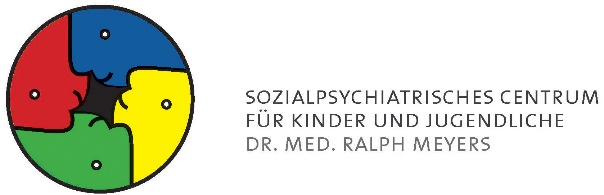 SOZIALPSYCHIATRISCHES CENTRUM
FÜR KINDER UND JUGENDLICHE
DR. MED. RALPH MEYERS